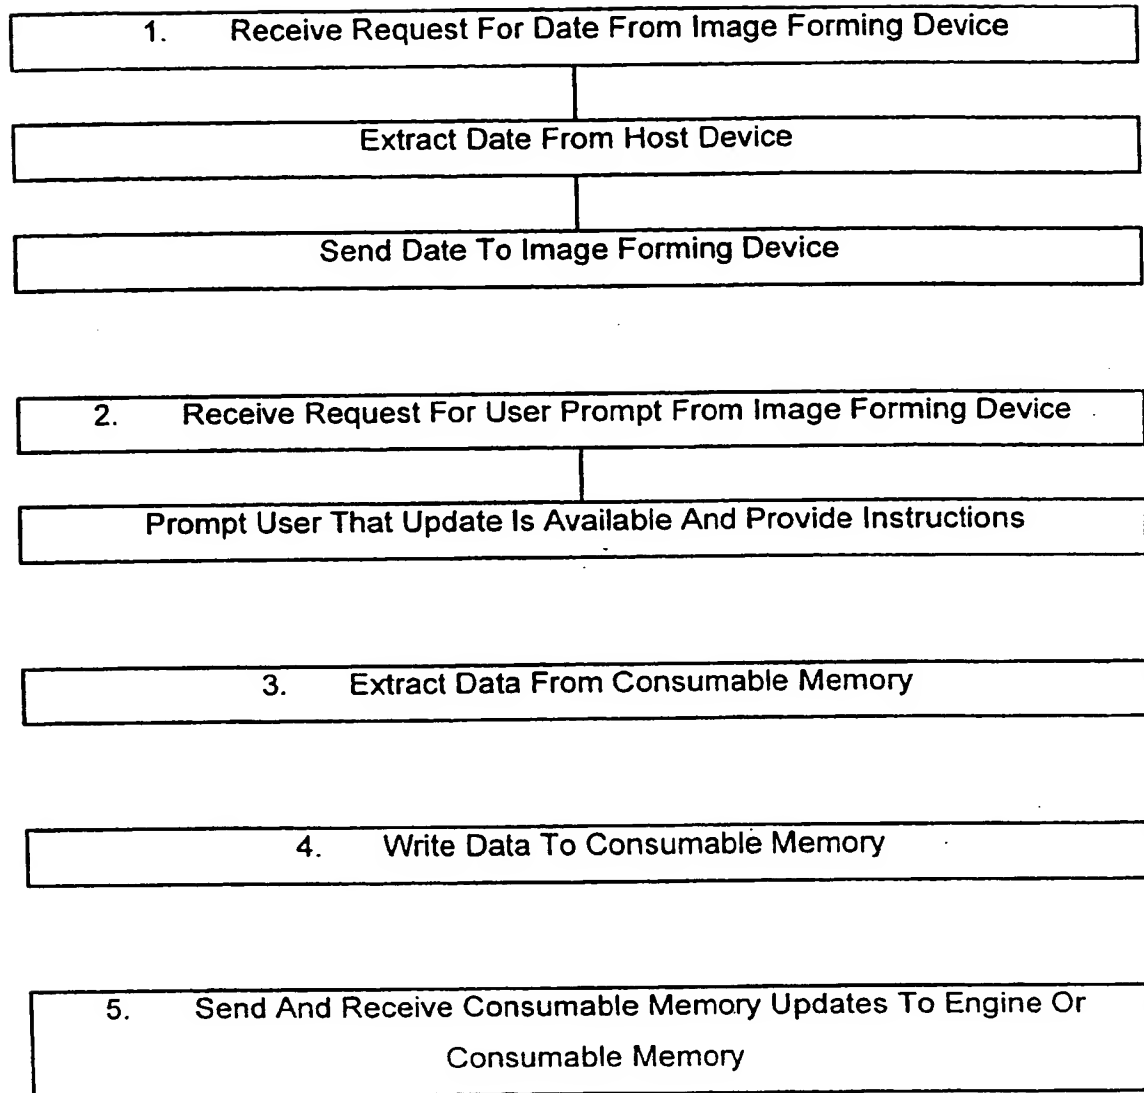 1. Receive Request For Date From Image Forming Device
Extract Date From Host Device
Send Date To Image Forming Device
2. Receive Request For User Prompt From Image Forming Device
Prompt User That Update Is Available And Provide Instructions
3. Extract Data From Consumable Memory
4. Write Data To Consumable Memory
5. Send And Receive Consumable Memory Updates To Engine Or
Consumable Memory